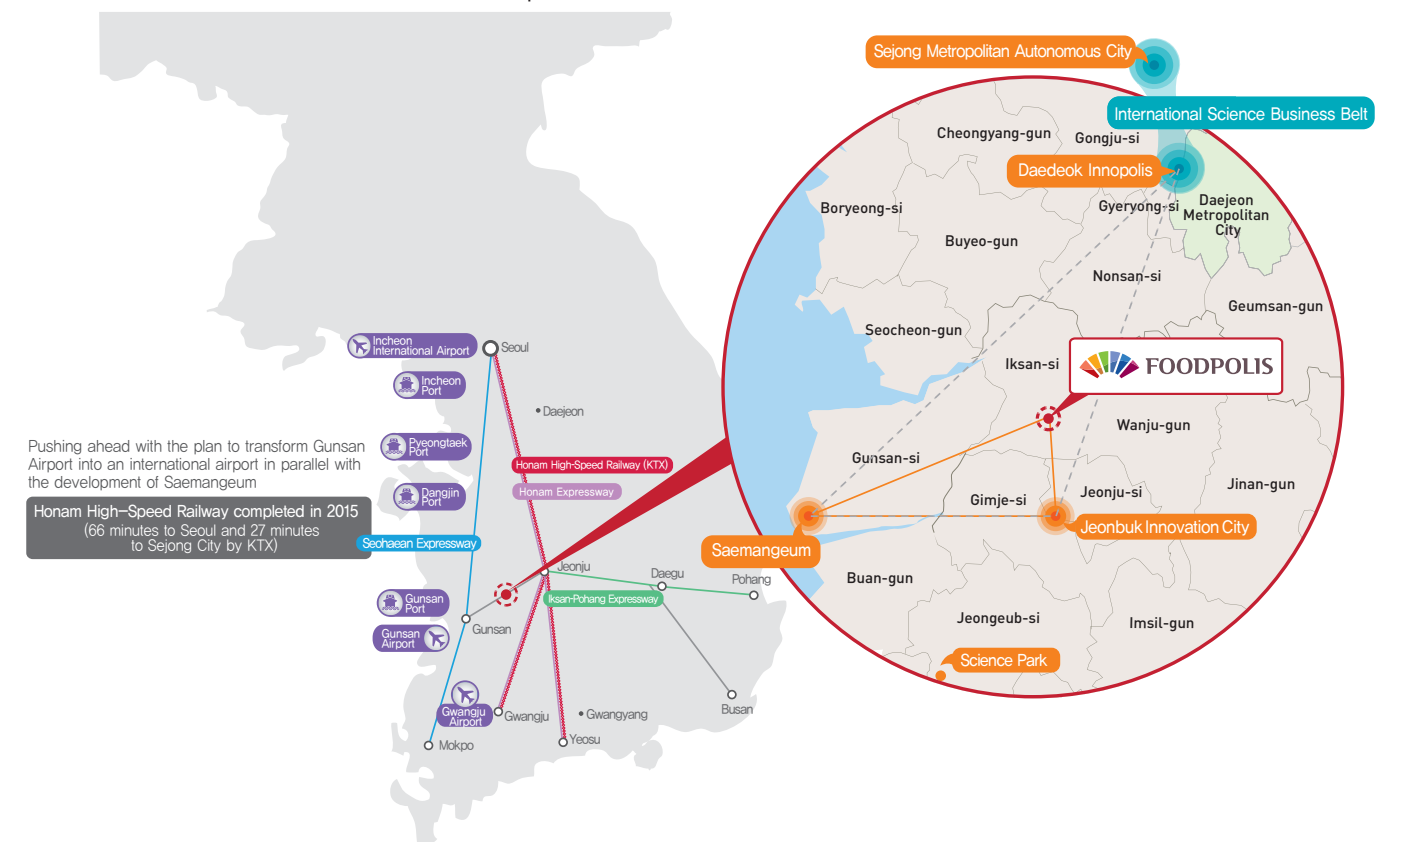 Sejong Metropolitan Autonomous City
International Science Business Belt
Cheongyang-gun
Gongju-si
Daedeok Innopolis
Boryeong-si
Gyeryong-si
Daejeon
Metropolitan
City
Buyeo-gun
Nonsan-si
Geumsan-gun
Seocheon-gun
Iksan-si
FOODPOLIS
Wanju-gun
Gunsan-si
Gimje-si
Jeonju-si
Jinan-gun
Jeonbuk Innovation City
Saemangeum
Buan-gun
Jeongeub-si
Imsil-gun
Science Park
Incheon
International Airport
Seoul
Incheon
Port
Daejeon
Pyeongtaek
Port
Honam High-Speed Railway (KTX)
Honam Expressway
Dangjin
Port
Pushing ahead with the plan to transform Gunsan
Airport into an international airport in parallel with
the development of Saemangeum
Honam High-Speed Railway completed in 2015
(66 minutes to Seoul and 27 minutes
to Sejong City by KTX)
Seohaean Expressway
Jeonju
Daegu
Pohang
Iksan-Pohang Expressway
Gunsan
Port
Gunsan
Gunsan
Airport
Gwangju
Airport
Gwangju
Gwangyang
Busan
Mokpo
Yeosu